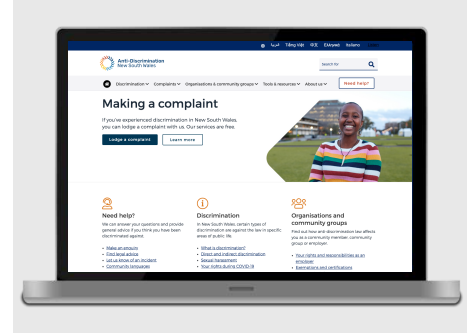 العربية Tiếng Việt 中文 Ελληνικά Italiano
Anti-Discrimination
New South Wales
Search for
Discrimination Complaints Organisations & community groups Tools & resources About us Need help?
Making a complaint
If you've experienced discrimination in New South Wales,
you can lodge a complaint with us. Our services are free.
Lodge a complaint Learn more
Need help?
We can answer your questions and provide
general advice if you think you have been
discriminated against.
• Make an enquiry
• Find legal advice
• Let us know of an incident
• Community languages
Discrimination
In New South Wales, certain types of
discrimination are against the law in specific
areas of public life.
• What is discrimination?
• Direct and indirect discrimination
• Sexual harassment
• Your rights during COVID-19
Organisations and
community groups
Find out how anti-discrimination law affects
you as a community member, community
group or employer.
• Your rights and responsibilities as an
employer
• Exemptions and certifications